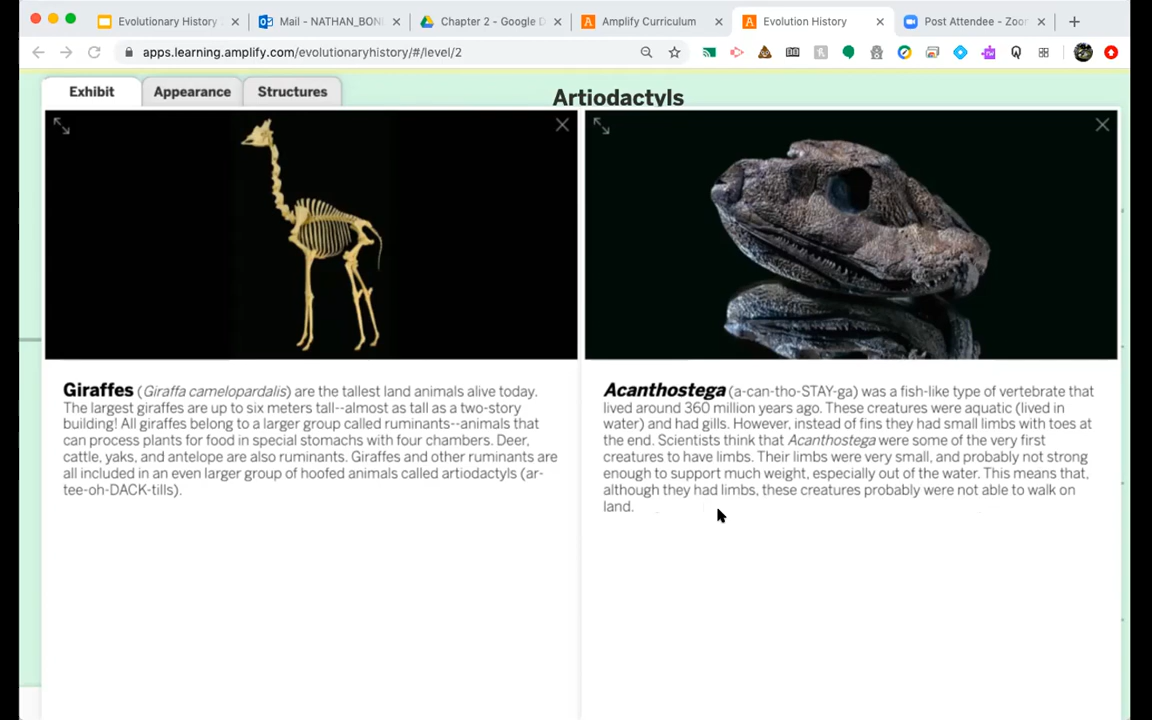 Evolutionary History
Mail - NATHAN_BON
Chapter 2 - Google D
Amplify Curriculum
Evolution History
Post Attendee - Zoo
apps.learning.amplify.com/evolutionaryhistory/#/level/2
Exhibit
Appearance
Structures
Artiodactyls
Giraffes (Giraffa camelopardalis) are the tallest land animals alive today.
The largest giraffes are up to six meters tall--almost as tall as a two-story
building! All giraffes belong to a larger group called ruminants--animals that
can process plants for food in special stomachs with four chambers. Deer,
cattle, yaks, and antelope are also ruminants. Giraffes and other ruminants are
all included in an even larger group of hoofed animals called artiodactyls (ar-
tee-oh-DACK-tills).
Acanthostega (a-can-tho-STAY-ga) was a fish-like type of vertebrate that
lived around 360 million years ago. These creatures were aquatic (lived in
water) and had gills. However, instead of fins they had small limbs with toes at
the end. Scientists think that Acanthostega were some of the very first
creatures to have limbs. Their limbs were very small, and probably not strong
enough to support much weight, especially out of the water. This means that,
although they had limbs, these creatures probably were not able to walk on
land.